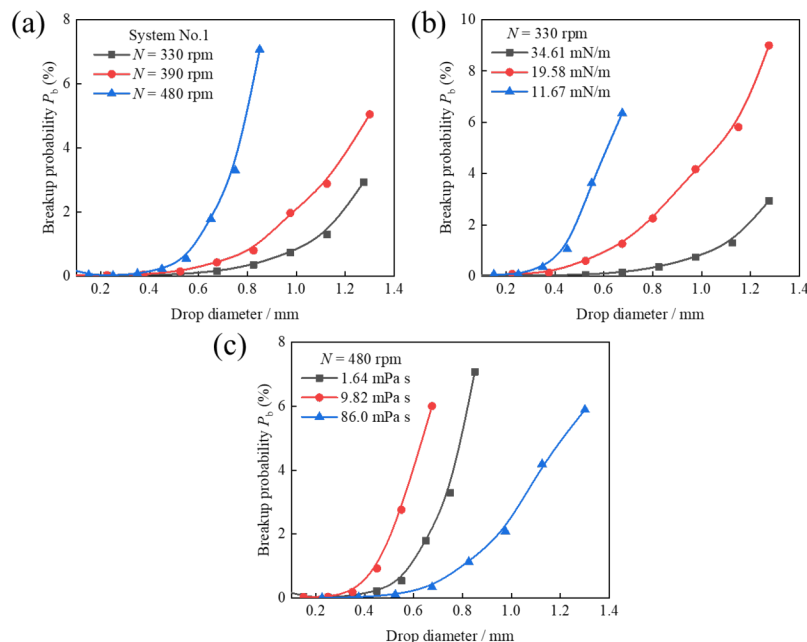 (a)
System No.1
N = 330 rpm
N = 390 rpm
N = 480 rpm
Breakup probability Pb (%)
8
6
4
2
0
0.2 0.4 0.6 0.8 1.0 1.2 1.4
Drop diameter / mm
(b)
N = 330 rpm
34.61 mN/m
19.58 mN/m
11.67 mN/m
Breakup probability Pb (%)
10
8
6
4
2
0
0.2 0.4 0.6 0.8 1.0 1.2 1.4
Drop diameter / mm
(c)
N = 480 rpm
1.64 mPa s
9.82 mPa s
86.0 mPa s
Breakup probability Pb (%)
8
6
4
2
0
0.2 0.4 0.6 0.8 1.0 1.2 1.4
Drop diameter / mm